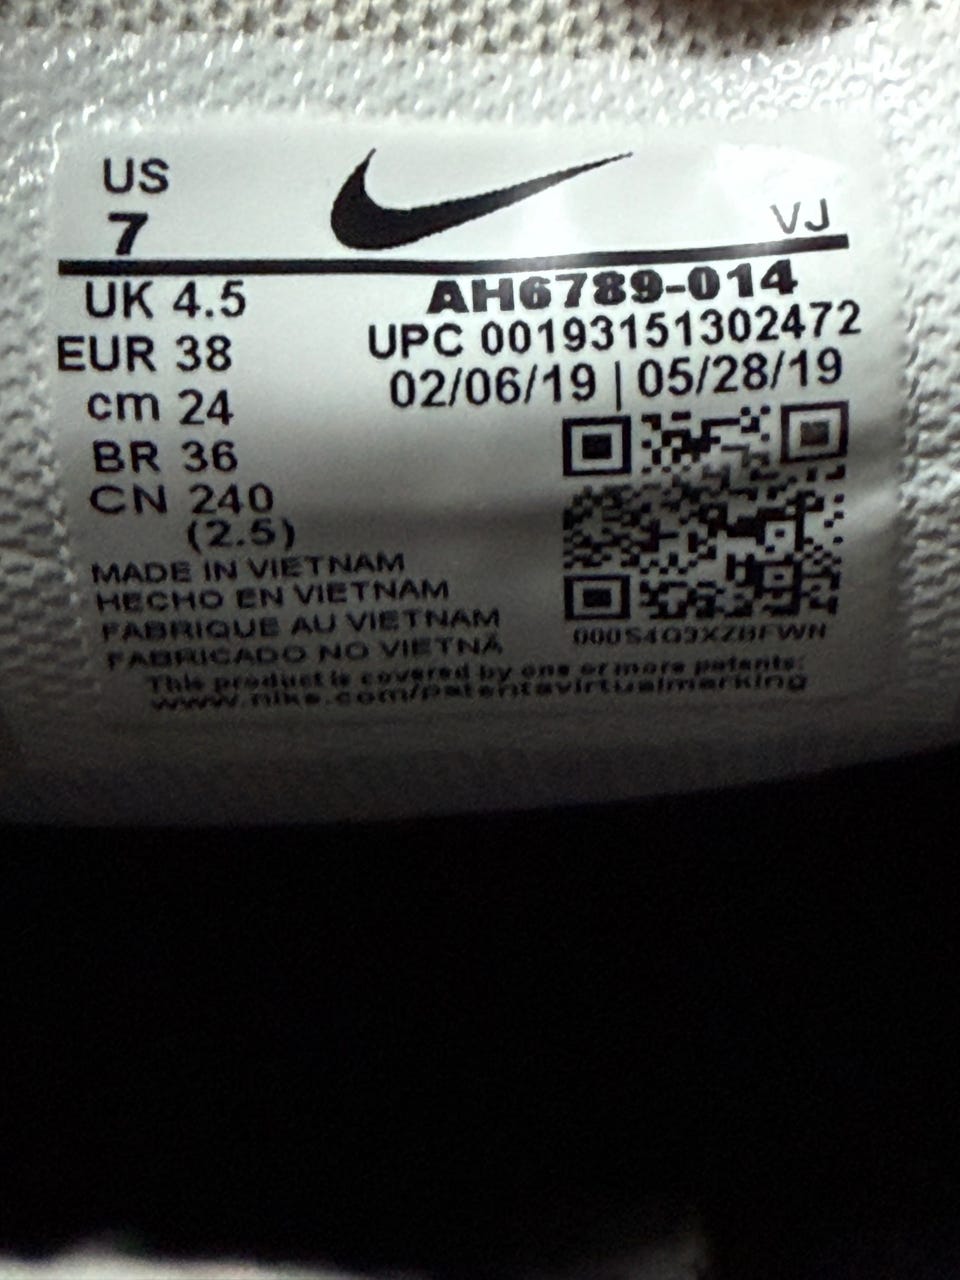 US
7
VJ
UK 4.5
EUR 38
cm 24
BR 36
CN 240
(2.5)
AH6789-014
UPC 00193151302472
02/06/19 | 05/28/19
MADE IN VIETNAM
HECHO EN VIETNAM
FABRIQUE AU VIETNAM
FABRICADO NO VIETNÃ
000S4Q3XZBFWN
This product is covered by one or more patents:
www.nike.com/patentsvirtualmarking